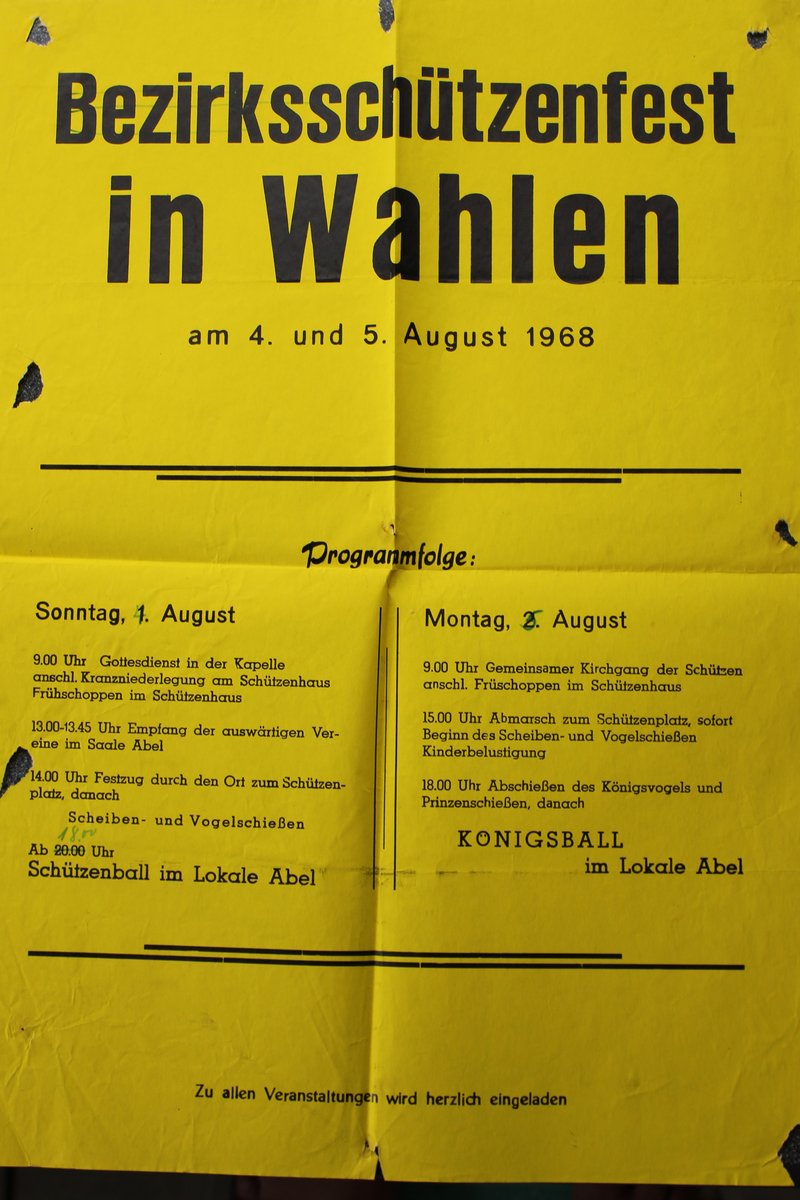 Bezirksschützenfest
in Wahlen
am 4. und 5. August 1968
Programmfolge:
Sonntag, 4. August
9.00 Uhr Gottesdienst in der Kapelle
anschl. Kranzniederlegung am Schützenhaus
Frühschoppen im Schützenhaus
13.00-13.45 Uhr Empfang der auswärtigen Ver-
eine im Saale Abel
14.00 Uhr Festzug durch den Ort zum Schützen-
platz, danach
Scheiben- und Vogelschießen
18.00
Ab 20.00 Uhr
Schützenball im Lokale Abel
Montag, 5. August
9.00 Uhr Gemeinsamer Kirchgang der Schützen
anschl. Früschoppen im Schützenhaus
15.00 Uhr Abmarsch zum Schützenplatz, sofort
Beginn des Scheiben- und Vogelschießen
Kinderbelustigung
18.00 Uhr Abschießen des Königsvogels und
Prinzenschießen, danach
KÖNIGSBALL
im Lokale Abel
Zu allen Veranstaltungen wird herzlich eingeladen